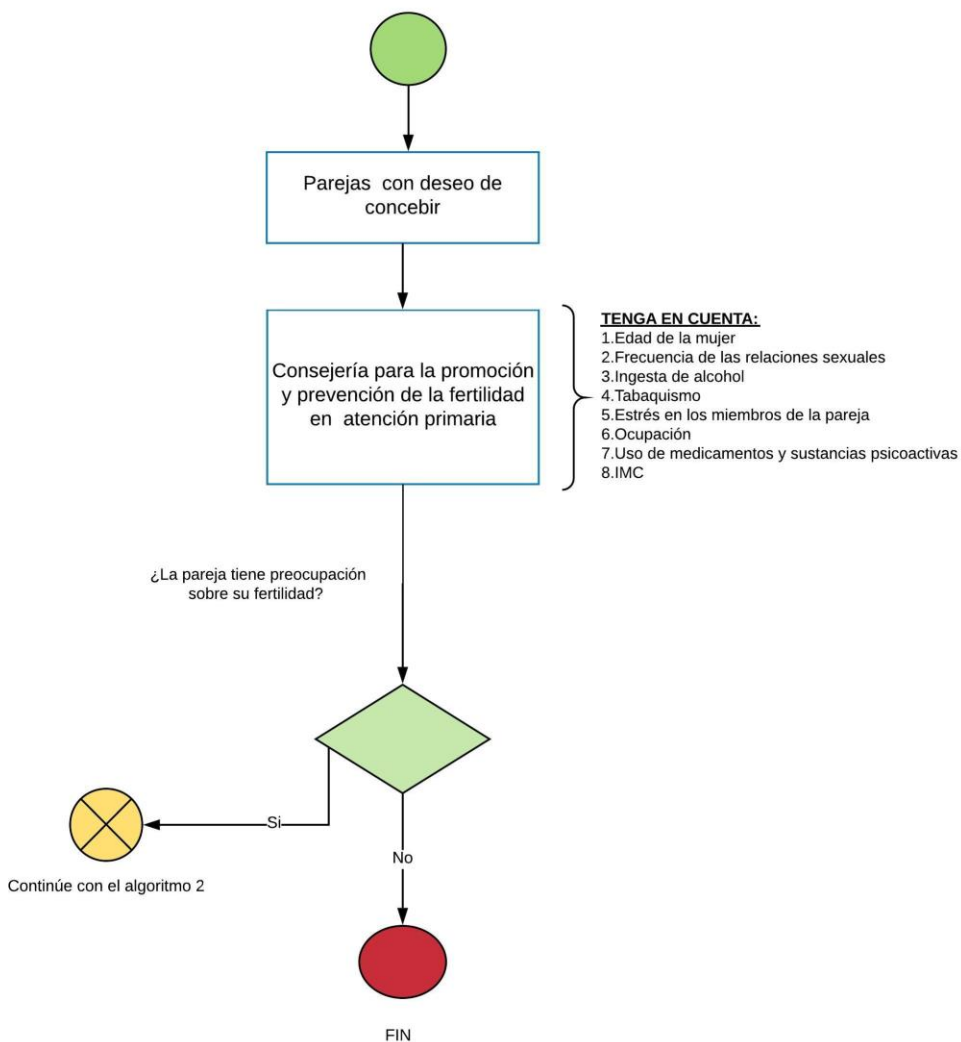 Parejas con deseo de
concebir
Consejería para la promoción
y prevención de la fertilidad
en atención primaria
TENGA EN CUENTA:
1.Edad de la mujer
2.Frecuencia de las relaciones sexuales
3.Ingesta de alcohol
4.Tabaquismo
5.Estrés en los miembros de la pareja
6.Ocupación
7.Uso de medicamentos y sustancias psicoactivas
8.IMC
¿La pareja tiene preocupación
sobre su fertilidad?
Si
No
Continúe con el algoritmo 2
FIN